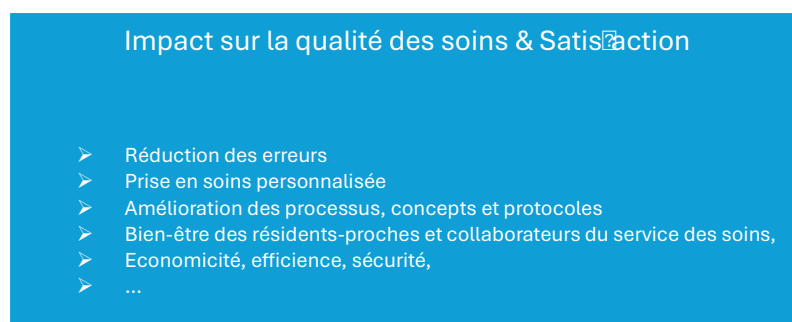 Impact sur la qualité des soins & Satis�action
➢ Réduction des erreurs
➢ Prise en soins personnalisée
➢ Amélioration des processus, concepts et protocoles
➢ Bien-être des résidents-proches et collaborateurs du service des soins,
➢ Economicité, efficience, sécurité,
➢ ...